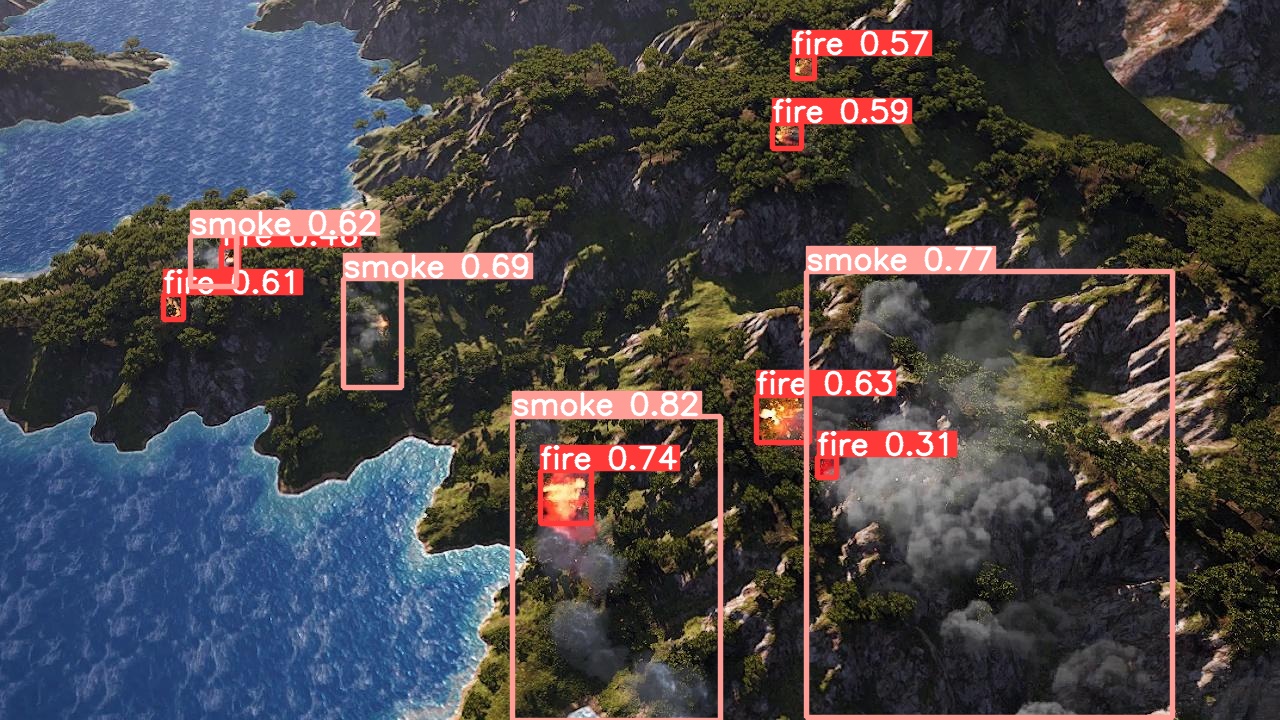 fire 0.57
fire 0.59
smoke 0.62
fire 0.61
smoke 0.69
smoke 0.77
fire 0.63
smoke 0.82
fire 0.31
fire 0.74